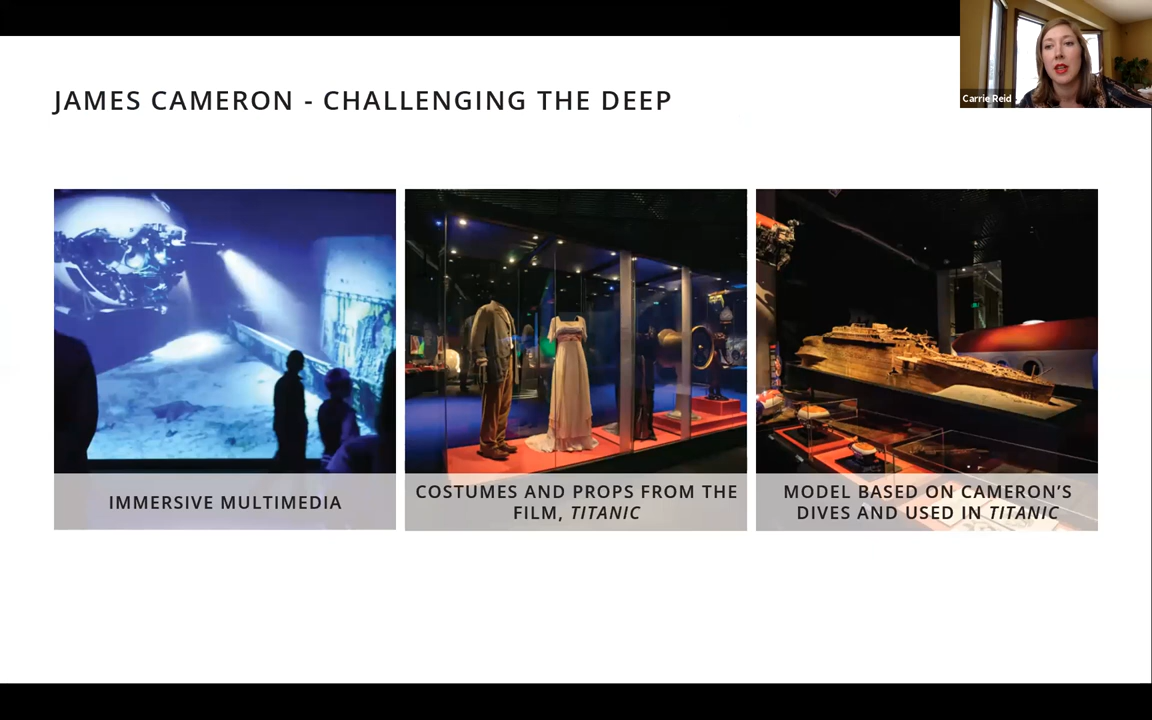 JAMES CAMERON - CHALLENGING THE DEEP
Carrie Reid
IMMERSIVE MULTIMEDIA
COSTUMES AND PROPS FROM THE
FILM, TITANIC
MODEL BASED ON CAMERON'S
DIVES AND USED IN TITANIC